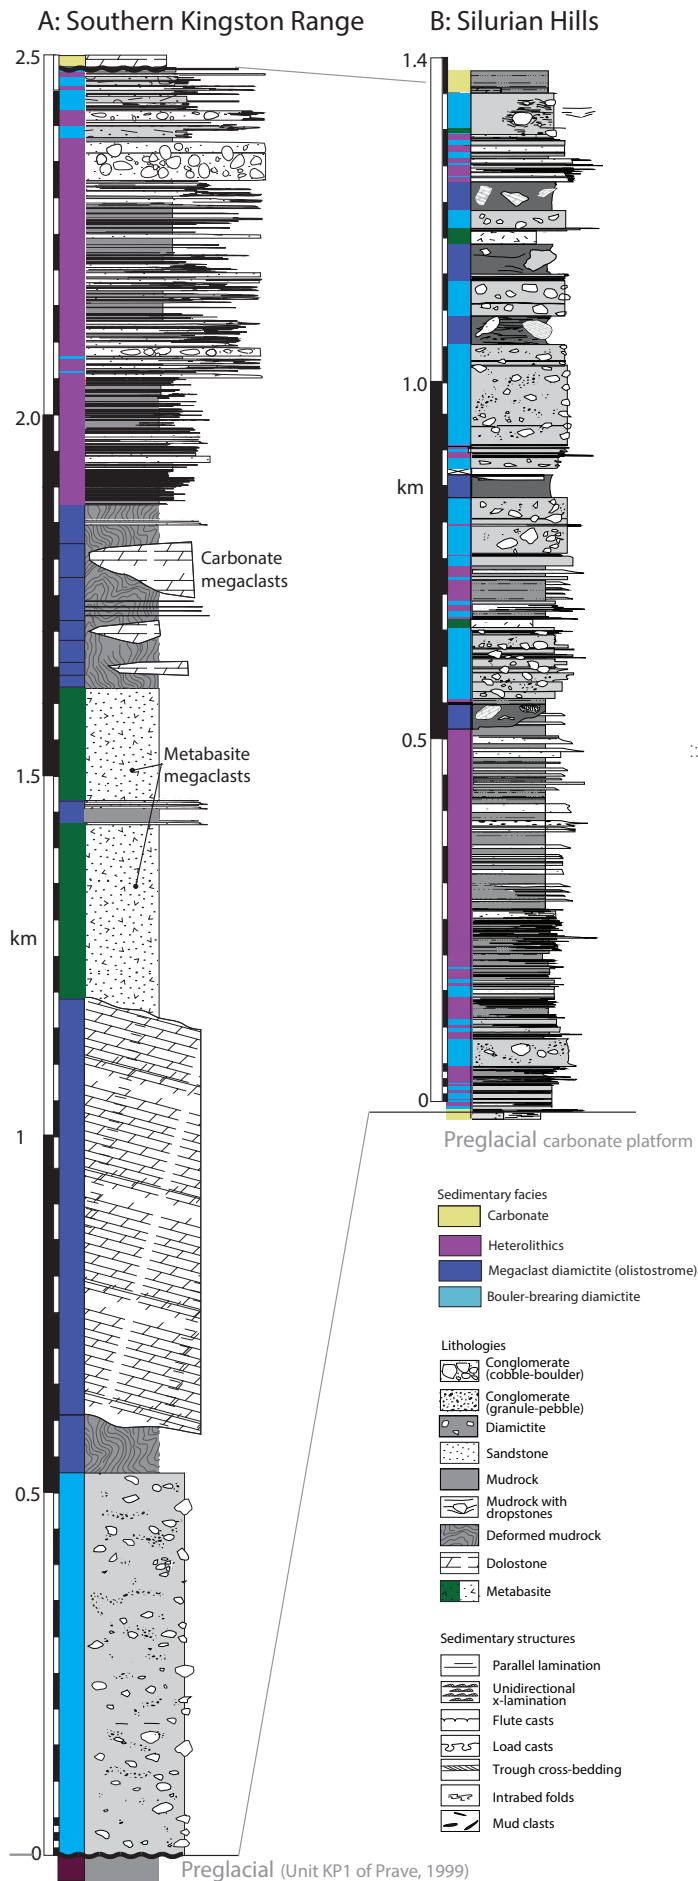 A: Southern Kingston Range
B: Silurian Hills
2.5
2.0
1.5
km
1
0.5
0
Carbonate
megaclasts
Metabasite
megaclasts
Preglacial (Unit KP1 of Prave, 1999)
1.4
1.0
km
0.5
0
Preglacial carbonate platform
Sedimentary facies
Carbonate
Heterolithics
Megaclast diamictite (olistostrome)
Bouler-brearing diamictite
Lithologies
Conglomerate
(cobble-boulder)
Conglomerate
(granule-pebble)
Diamictite
Sandstone
Mudrock
Mudrock with
dropstones
Deformed mudrock
Dolostone
Metabasite
Sedimentary structures
Parallel lamination
Unidirectional
x-lamination
Flute casts
Load casts
Trough cross-bedding
Intrabed folds
Mud clasts